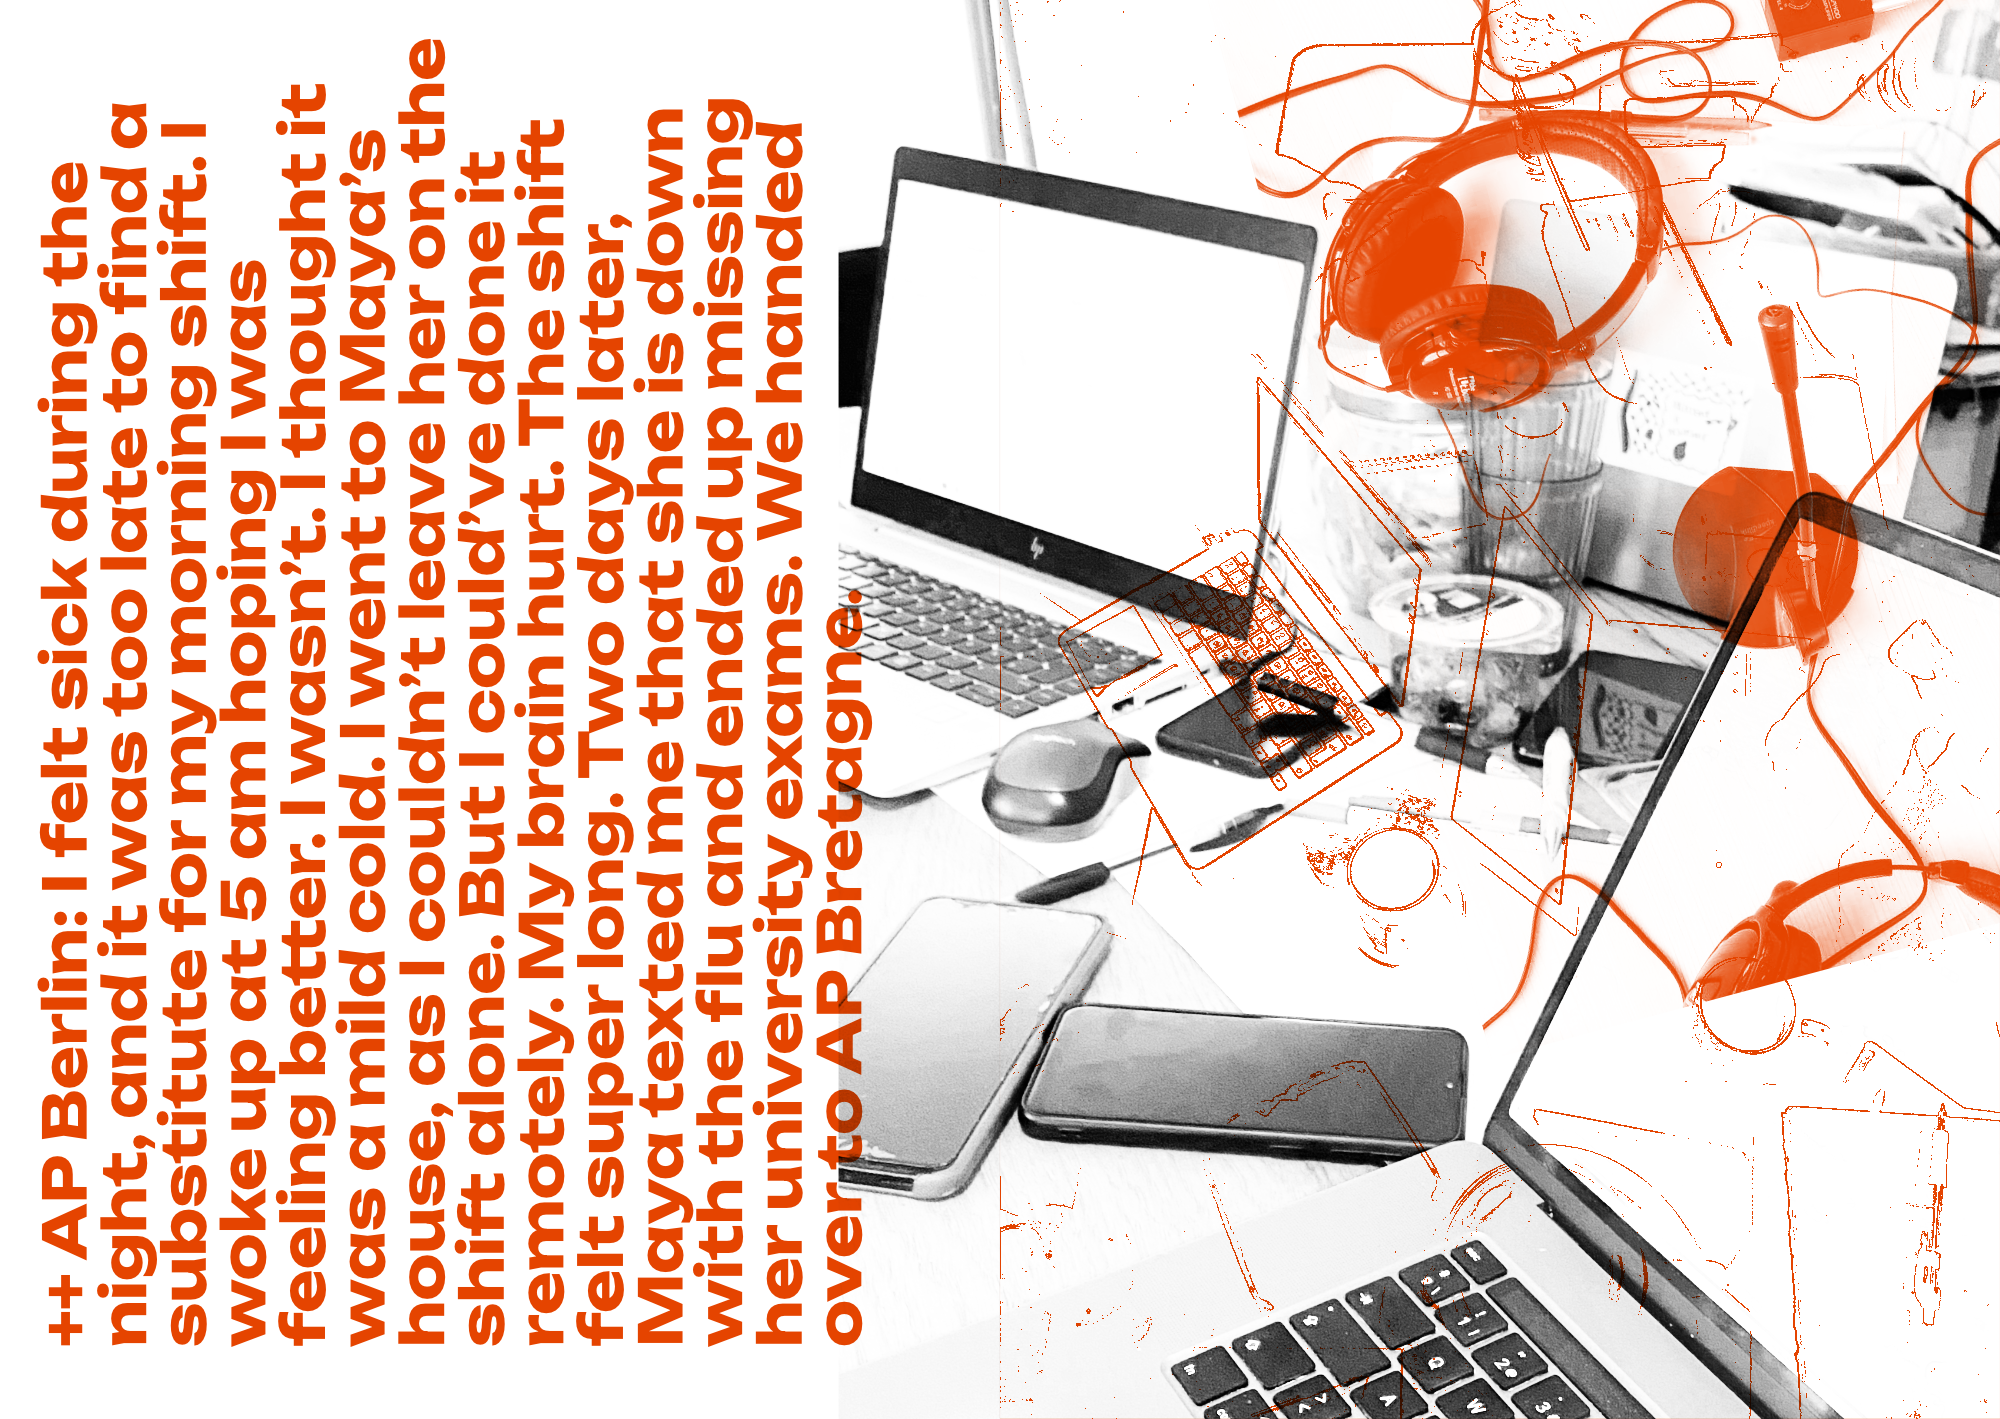 ++ AP Berlin: I felt sick during the
night, and it was too late to find a
substitute for my morning shift. I
woke up at 5 am hoping I was
feeling better. I wasn’t. I thought it
was a mild cold. I went to Maya’s
house, as I couldn’t leave her on the
shift alone. But I could’ve done it
remotely. My brain hurt. The shift
felt super long. Two days later,
Maya texted me that she is down
with the flu and ended up missing
her university exams. We handed
over to AP Bretagne.
hp
Q
A
W
2
3